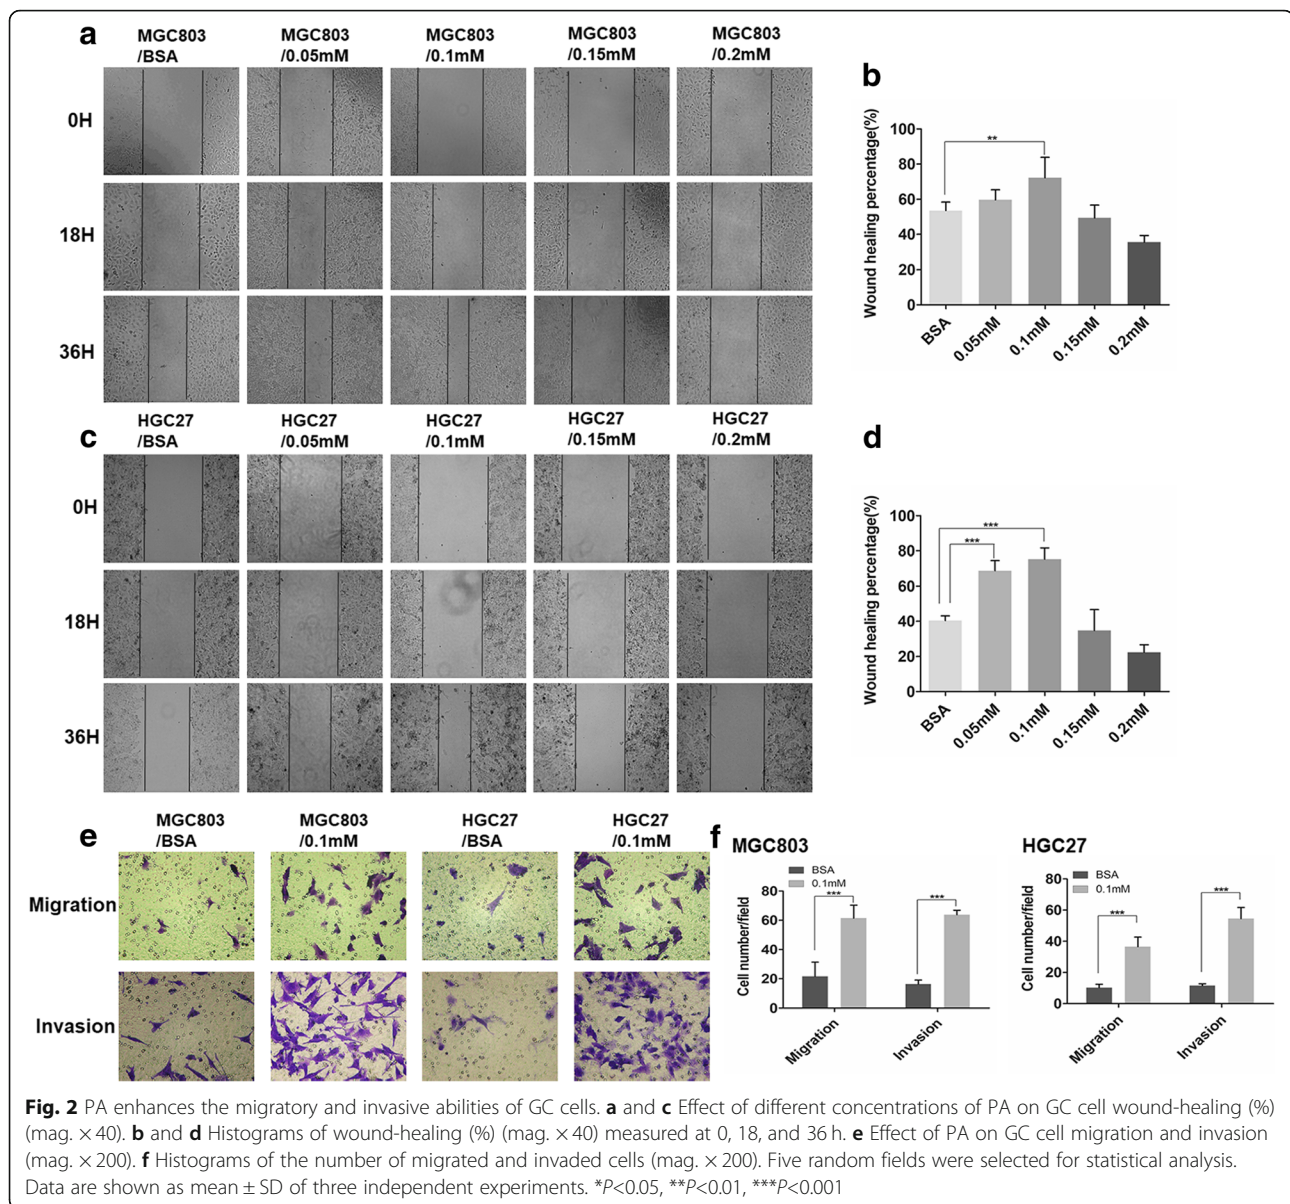 a
MGC803
/BSA
MGC803
/0.05mM
MGC803
/0.1mM
MGC803
/0.15mM
MGC803
/0.2mM
0H
18H
36H
b
Wound healing percentage(%)
100
80
60
40
20
0
**
BSA
0.05mM
0.1mM
0.15mM
0.2mM
c
HGC27
/BSA
HGC27
/0.05mM
HGC27
/0.1mM
HGC27
/0.15mM
HGC27
/0.2mM
0H
18H
36H
d
Wound healing percentage(%)
100
80
60
40
20
0
***
***
BSA
0.05mM
0.1mM
0.15mM
0.2mM
e
MGC803
/BSA
MGC803
/0.1mM
HGC27
/BSA
HGC27
/0.1mM
Migration
Invasion
f
MGC803
BSA
0.1mM
Cell number/field
80
60
40
20
0
***
***
Migration
Invasion
HGC27
BSA
0.1mM
Cell number/field
80
60
40
20
0
***
***
Migration
Invasion
Fig. 2 PA enhances the migratory and invasive abilities of GC cells. a and c Effect of different concentrations of PA on GC cell wound-healing (%)
(mag. × 40). b and d Histograms of wound-healing (%) (mag. × 40) measured at 0, 18, and 36 h. e Effect of PA on GC cell migration and invasion
(mag. × 200). f Histograms of the number of migrated and invaded cells (mag. × 200). Five random fields were selected for statistical analysis.
Data are shown as mean ± SD of three independent experiments. *P<0.05, **P<0.01, ***P<0.001